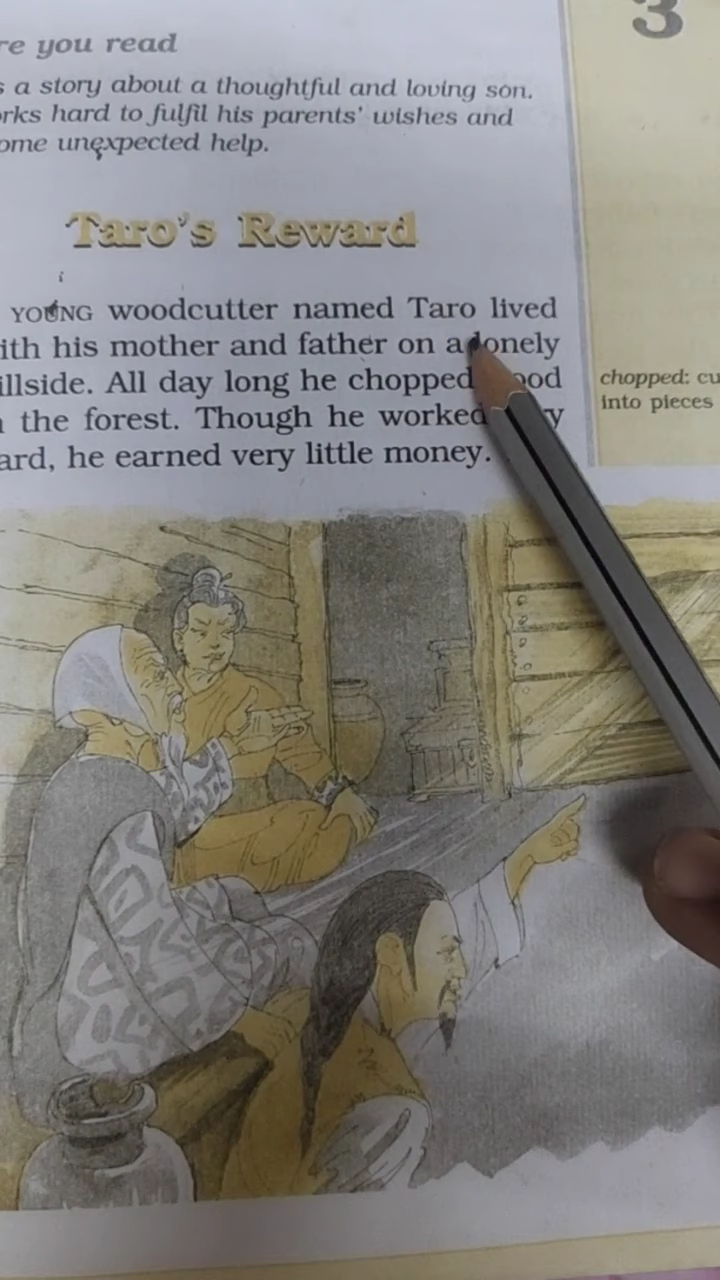 re you read
s a story about a thoughtful and loving son.
rks hard to fulfil his parents' wishes and
ome unexpected help.
3
Taro's Reward
YOUNG woodcutter named Taro lived
ith his mother and father on a lonely
illside. All day long he chopped ood
the forest. Though he worked y
ard, he earned very little money.
chopped: cu
into pieces